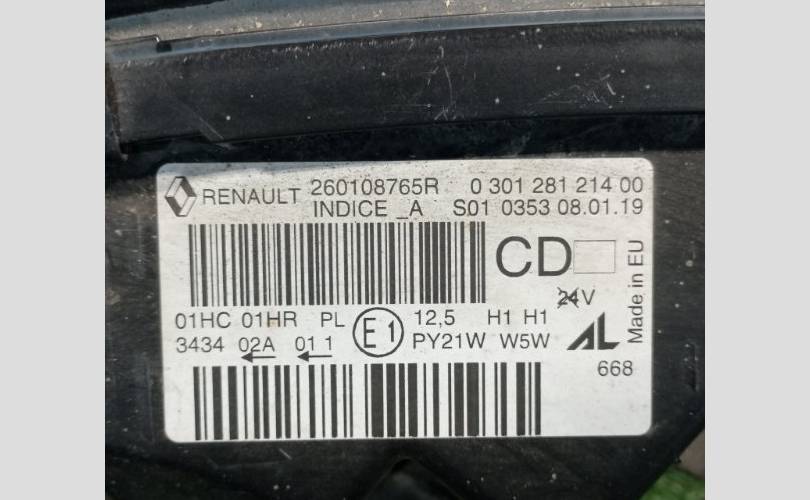 RENAULT 260108765R 0 301 281 214 00
INDICE _A S01 0353 08.01.19
CD
24V
Made in EU
01HC 01HR PL E1 12,5 H1 H1
3434 02A 01 1 PY21W W5W AL
668